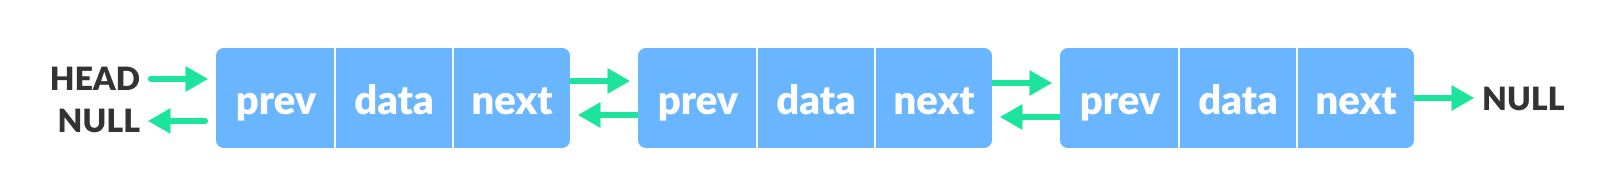 HEAD
NULL
prev data next
prev data next
prev data next
NULL